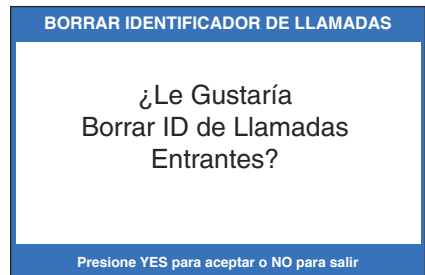 BORRAR IDENTIFICADOR DE LLAMADAS
¿Le Gustaría
Borrar ID de Llamadas
Entrantes?
Presione YES para aceptar o NO para salir